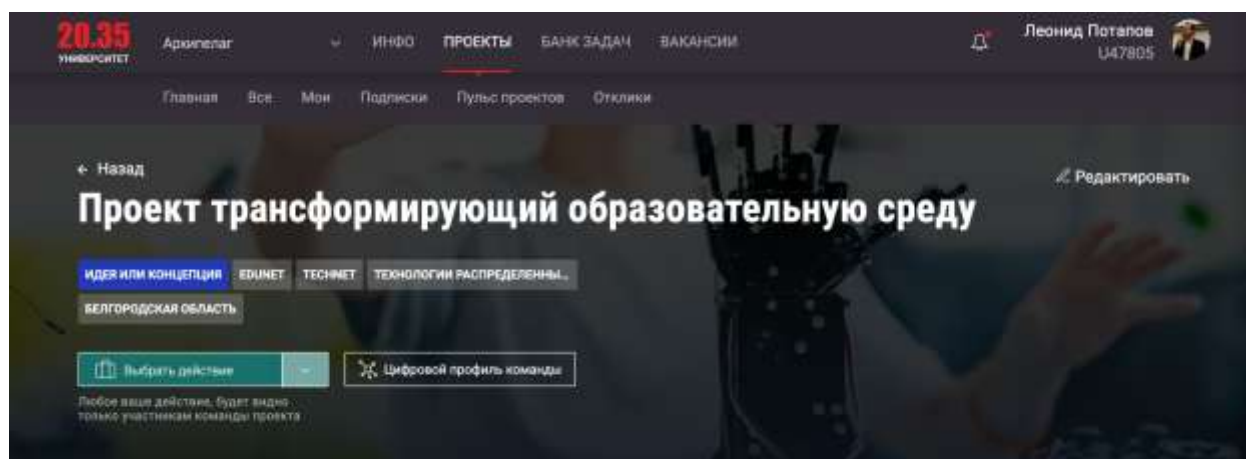 20.35
УНИВЕРСИТЕТ
Архипелаг
ИНФО
ПРОЕКТЫ
БАНК ЗАДАЧ
ВАКАНСИИ
Леонид Потапов
U47805
Главная
Все
Мои
Подписки
Пульс проектов
Отклики
← Назад
Редактировать
Проект трансформирующий образовательную среду
ИДЕЯ ИЛИ КОНЦЕПЦИЯ
EDUNET
TECHNET
ТЕХНОЛОГИИ РАСПРЕДЕЛЕННЫ...
БЕЛГОРОДСКАЯ ОБЛАСТЬ
Выбрать действие
Цифровой профиль команды
Любое ваше действие, будет видно
только участникам команды проекта